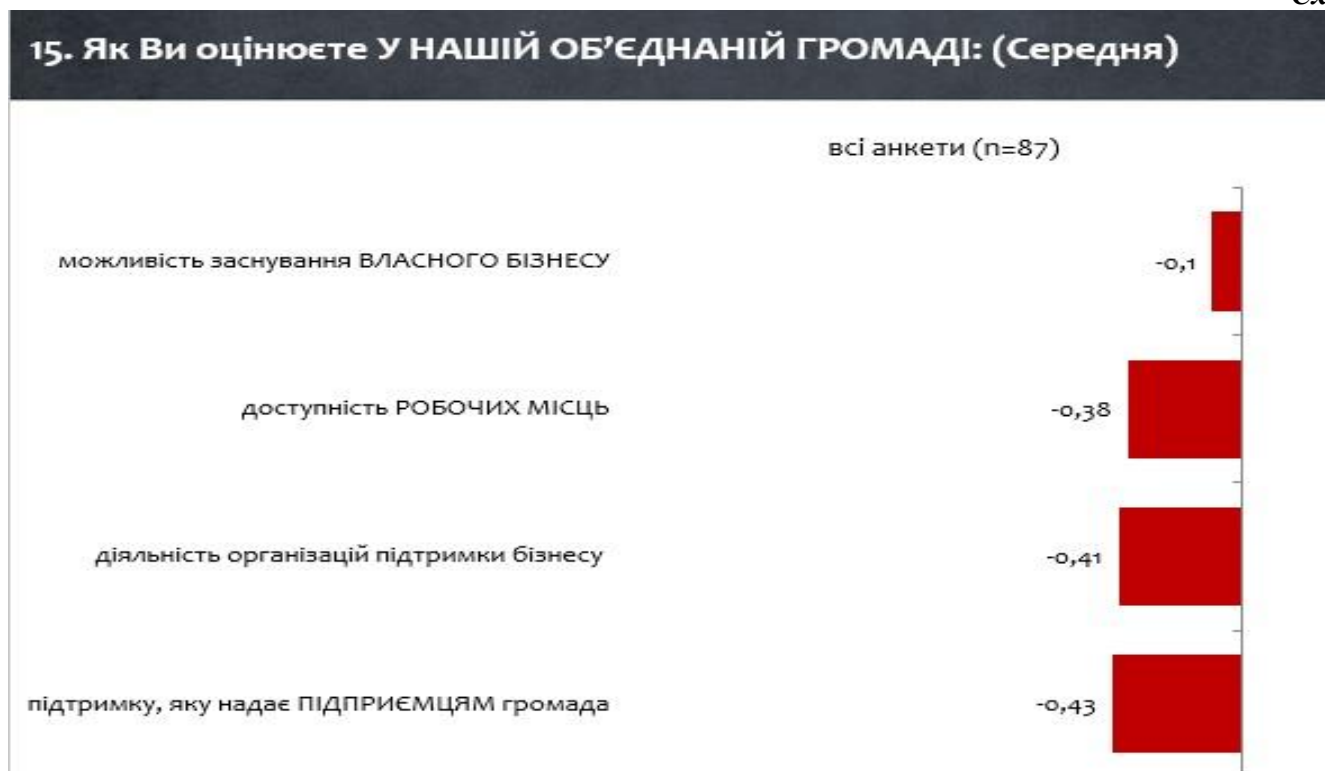 15. Як Ви оцінюєте У НАШІЙ ОБ’ЄДНАНІЙ ГРОМАДІ: (Середня)
всі анкети (n=87)
можливість заснування ВЛАСНОГО БІЗНЕСУ
-0,1
доступність РОБОЧИХ МІСЦЬ
-0,38
діяльність організацій підтримки бізнесу
-0,41
підтримку, яку надає ПІДПРИЄМЦЯМ громада
-0,43